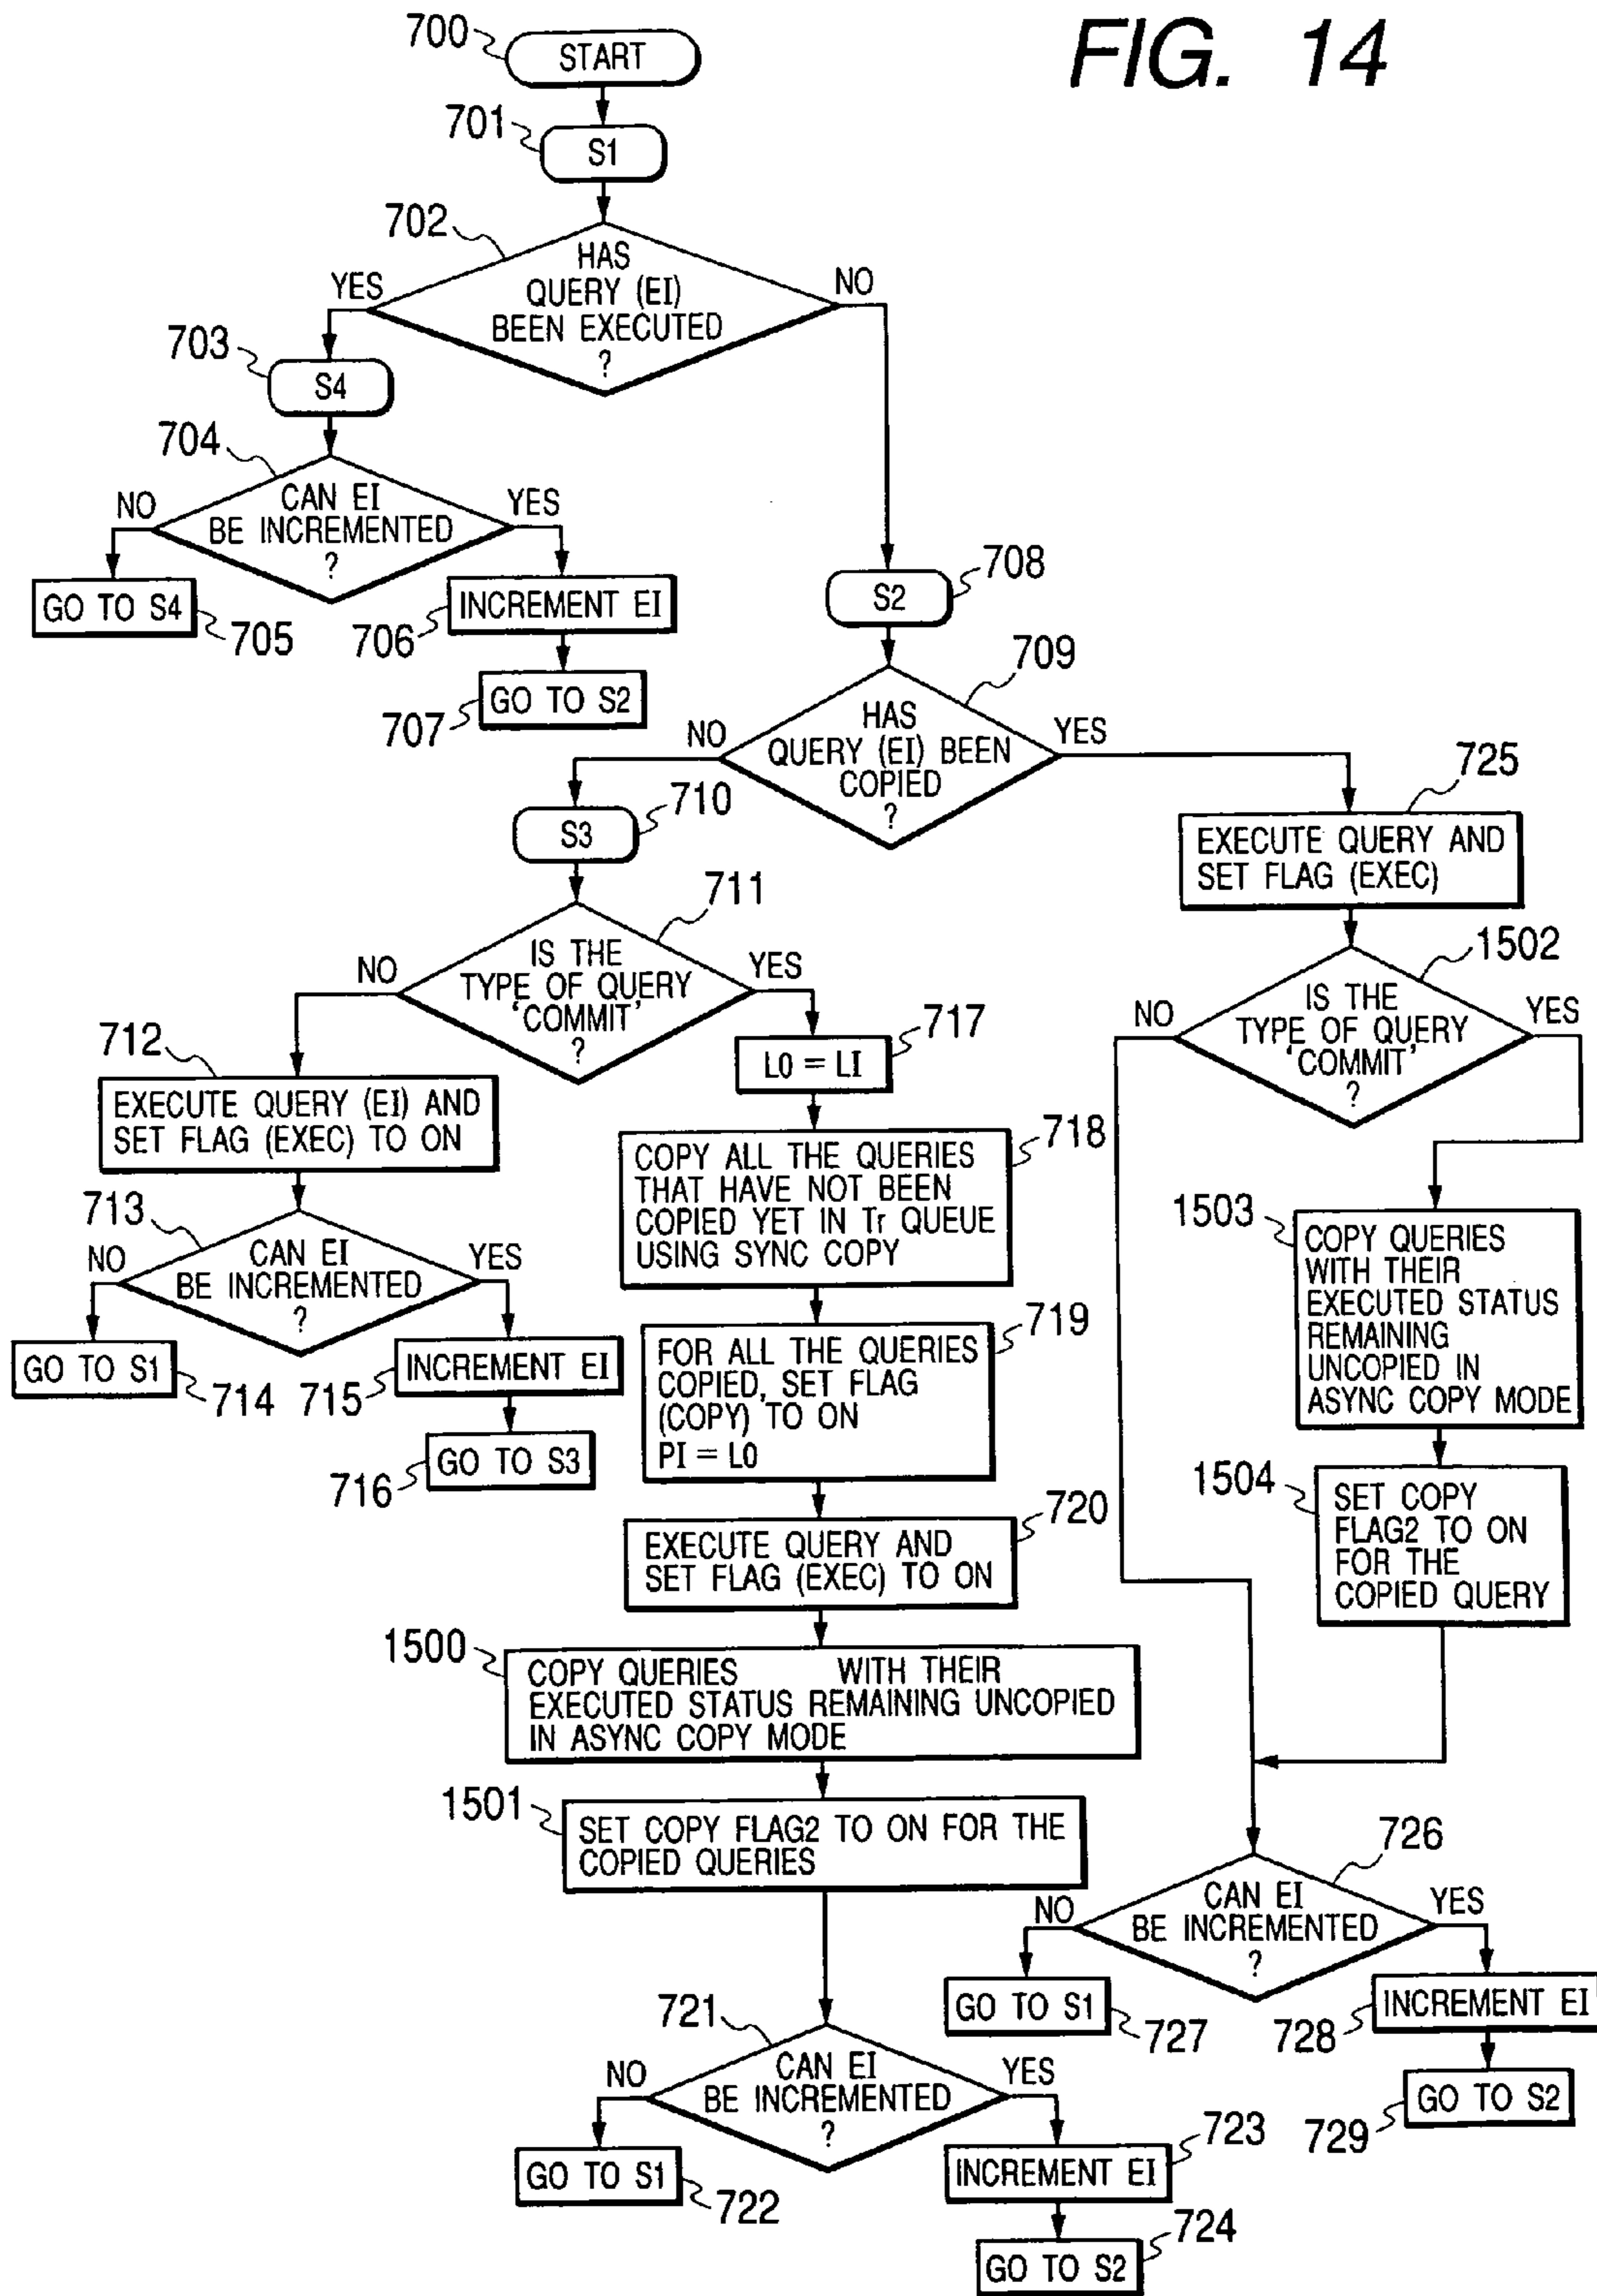 FIG. 14
700
START
701
S1
702
HAS
QUERY (EI)
BEEN EXECUTED
?
YES
NO
703
S4
704
CAN EI
BE INCREMENTED
?
NO
YES
GO TO S4
705
706
INCREMENT EI
707
GO TO S2
708
S2
709
HAS
QUERY (EI) BEEN
COPIED
?
NO
YES
710
S3
725
EXECUTE QUERY AND
SET FLAG (EXEC)
711
IS THE
TYPE OF QUERY
'COMMIT'
?
NO
YES
1502
IS THE
TYPE OF QUERY
'COMMIT'
?
NO
YES
712
EXECUTE QUERY (EI) AND
SET FLAG (EXEC) TO ON
717
L0 = LI
713
CAN EI
BE INCREMENTED
?
NO
YES
718
COPY ALL THE QUERIES
THAT HAVE NOT BEEN
COPIED YET IN Tr QUEUE
USING SYNC COPY
1503
COPY QUERIES
WITH THEIR
EXECUTED STATUS
REMAINING
UNCOPIED IN
ASYNC COPY MODE
GO TO S1
714
715
INCREMENT EI
716
GO TO S3
719
FOR ALL THE QUERIES
COPIED, SET FLAG
(COPY) TO ON
PI = L0
1504
SET COPY
FLAG2 TO ON
FOR THE
COPIED QUERY
720
EXECUTE QUERY AND
SET FLAG (EXEC) TO ON
1500
COPY QUERIES WITH THEIR
EXECUTED STATUS REMAINING UNCOPIED
IN ASYNC COPY MODE
1501
SET COPY FLAG2 TO ON FOR THE
COPIED QUERIES
726
CAN EI
BE INCREMENTED
?
NO
YES
GO TO S1
727
728
INCREMENT EI
729
GO TO S2
721
CAN EI
BE INCREMENTED
?
NO
YES
GO TO S1
722
723
INCREMENT EI
724
GO TO S2